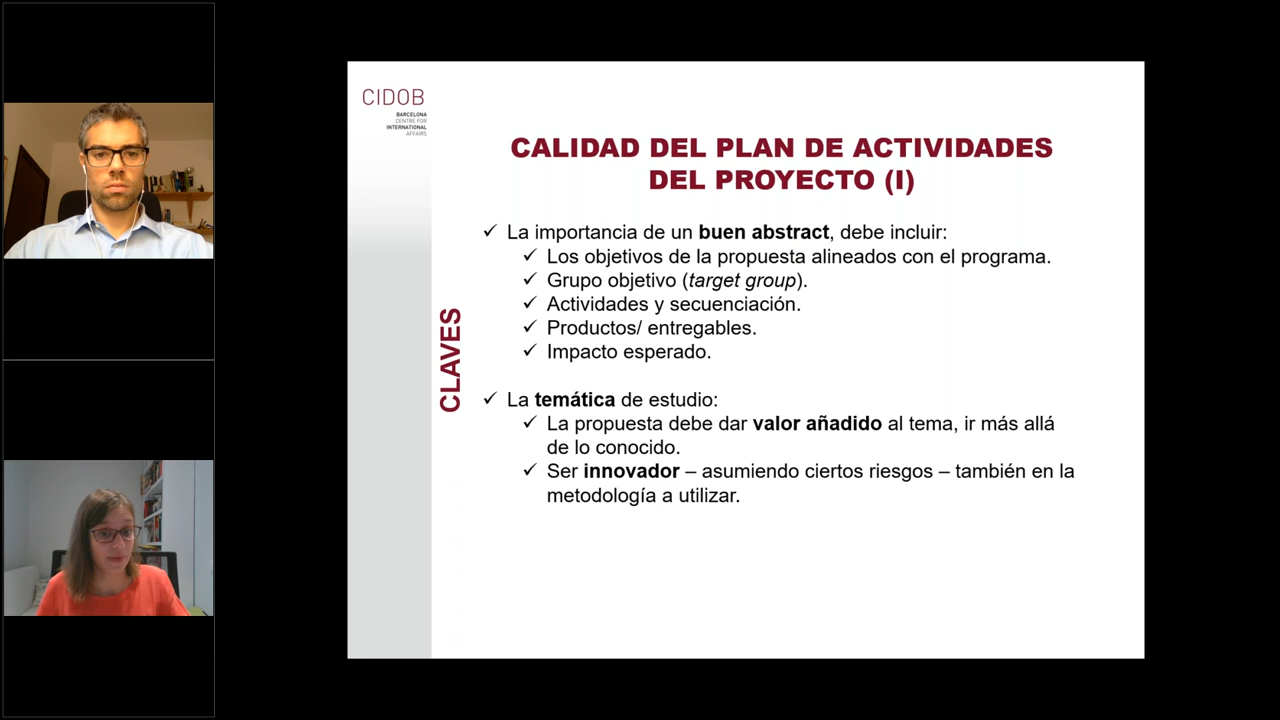 CIDOB
BARCELONA
CENTRE FOR
INTERNATIONAL
AFFAIRS
CALIDAD DEL PLAN DE ACTIVIDADES
DEL PROYECTO (I)
CLAVES
✓ La importancia de un buen abstract, debe incluir:
✓ Los objetivos de la propuesta alineados con el programa.
✓ Grupo objetivo (target group).
✓ Actividades y secuenciación.
✓ Productos/ entregables.
✓ Impacto esperado.
✓ La temática de estudio:
✓ La propuesta debe dar valor añadido al tema, ir más allá
de lo conocido.
✓ Ser innovador – asumiendo ciertos riesgos – también en la
metodología a utilizar.